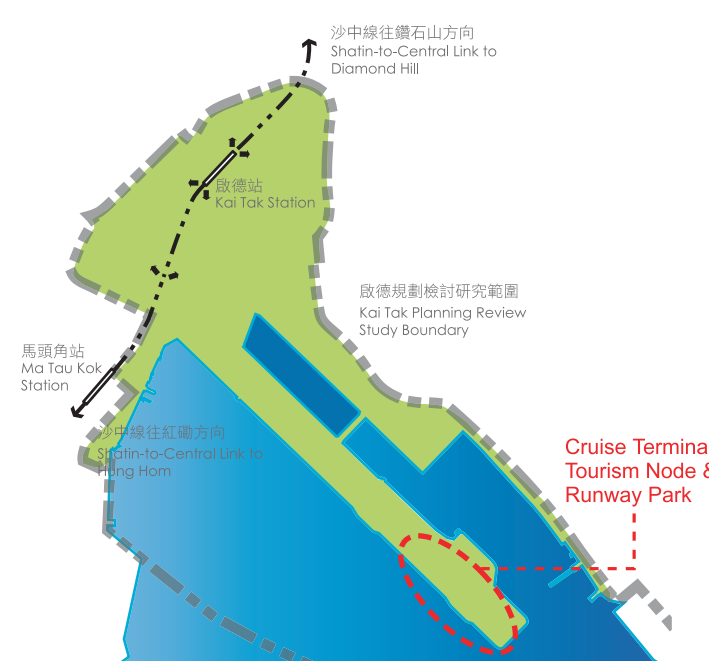 沙中線往鑽石山方向
Shatin-to-Central Link to
Diamond Hill
啟德站
Kai Tak Station
啟德規劃檢討研究範圍
Kai Tak Planning Review
Study Boundary
馬頭角站
Ma Tau Kok
Station
沙中線往紅磡方向
Shatin-to-Central Link to
Hung Hom
Cruise Termina
Tourism Node &
Runway Park